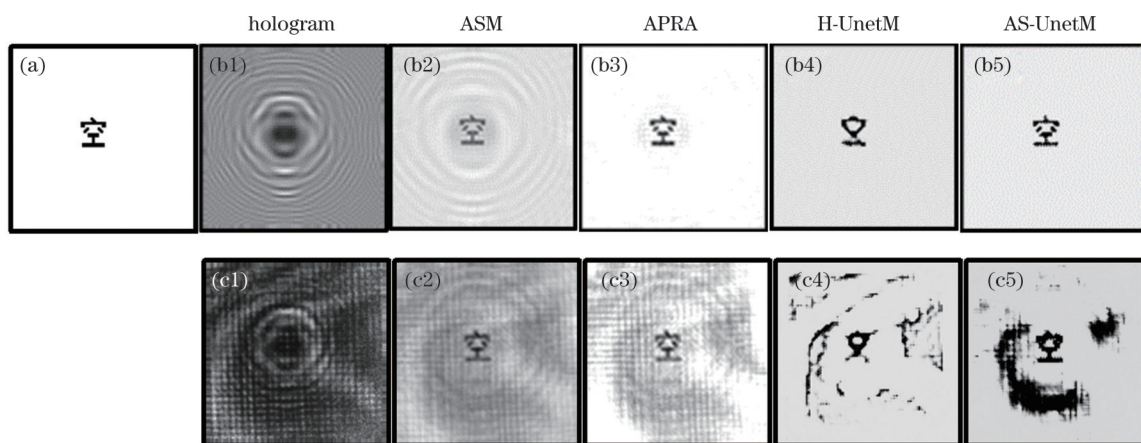 hologram ASM APRA H-UnetM AS-UnetM
(a) (b1) (b2) (b3) (b4) (b5)
空 空 空 空
(c1) (c2) (c3) (c4) (c5)
空 空 空